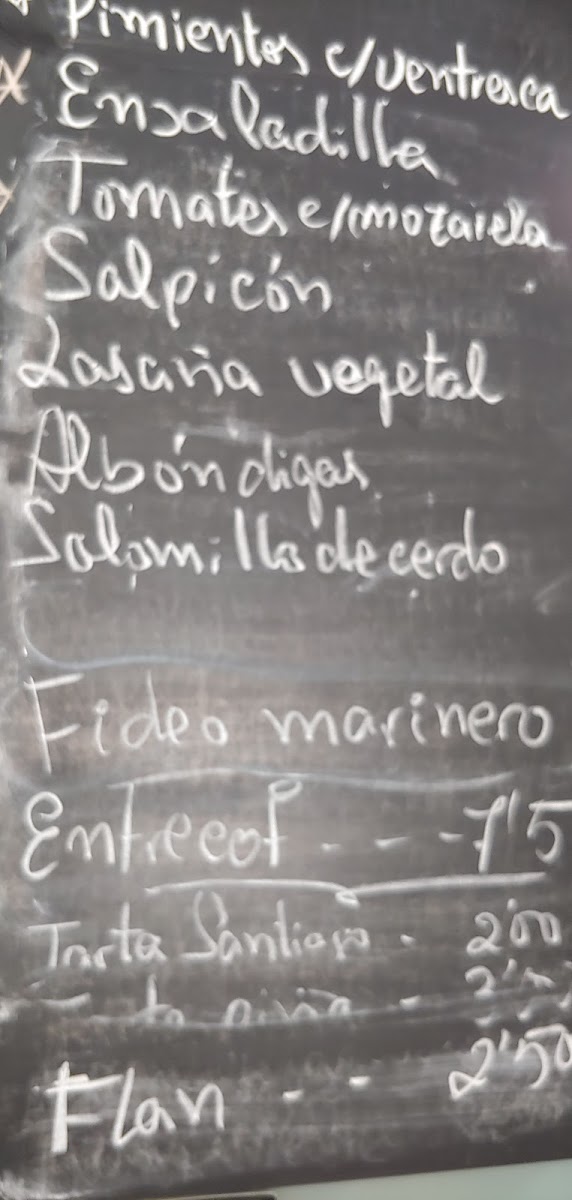 Pimientos c/ventresca
Ensaladilla
Tomates c/mozarela
Salpicón
Lasaña vegetal
Albóndigas
Solomillo de cerdo
Fideo marinero
Entrecot - - - 7'5
Tarta Santiago - 2'00
Flan - - 2'50